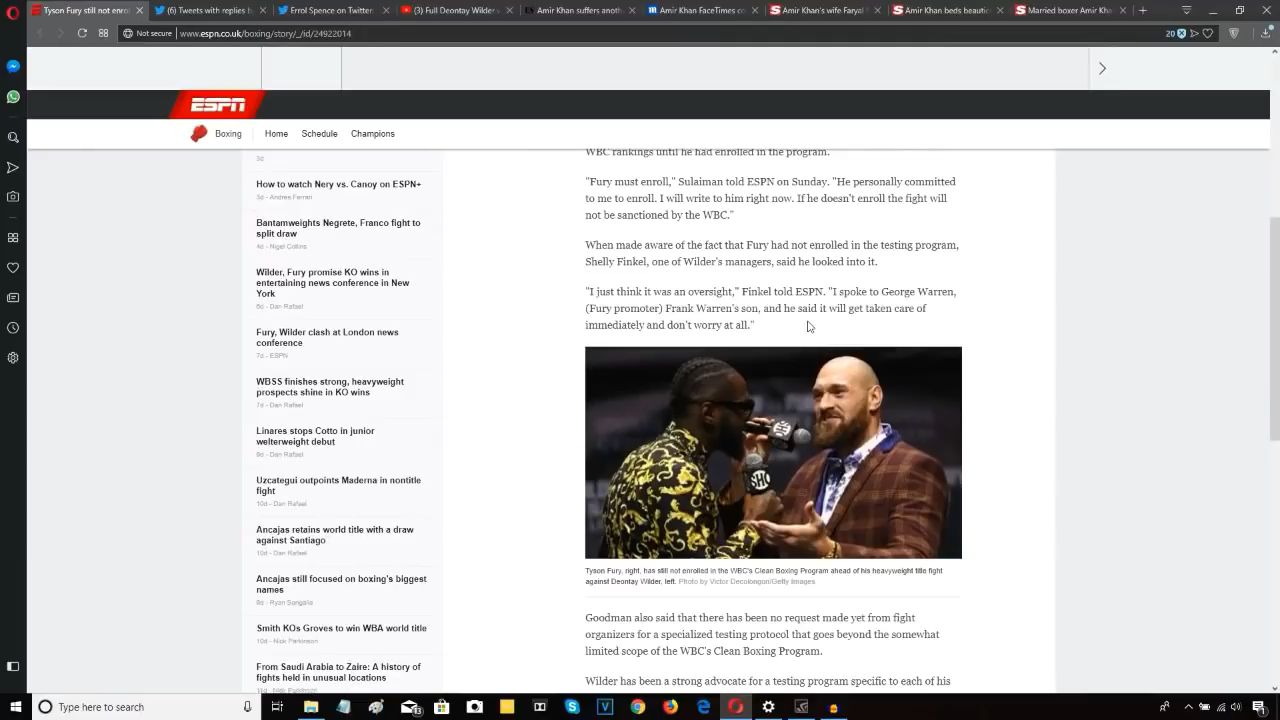 Tyson Fury still not enro
Tweets with replies by
(3) Full Deontay Wilder
Amir Khan suffers anothe
Amir Khan Faces 12-Mont
Amir Khan's wife Faryal
Amir Khan's wife beautic
Married boxer Amir Kha
Not secure | www.espn.co.uk/boxing/story/_/id/24922014
20
ESPN
Boxing
Home
Schedule
Champions
3d
How to watch Nery vs. Canoy on ESPN+
3d - Andres Ferrari
Bantamweights Negrete, Franco fight to
split draw
4d - Nigel Collins
Wilder, Fury promise KO wins in
entertaining news conference in New
York
6d - Dan Rafael
Fury, Wilder clash at London news
conference
7d - ESPN
WBSS finishes strong, heavyweight
prospects shine in KO wins
7d - Dan Rafael
Linares stops Cotto in junior
welterweight debut
9d - Dan Rafael
Uzcategui outpoints Maderna in nontitle
fight
10d - Dan Rafael
Ancajas retains world title with a draw
against Santiago
10d - Dan Rafael
Ancajas still focused on boxing's biggest
names
9d - Ryan Songalia
Smith KOs Groves to win WBA world title
10d - Nick Parkinson
From Saudi Arabia to Zaire: A history of
fights held in unusual locations
11d - Nick Parkinson
WBC rankings until he had enrolled in the program.
"Fury must enroll," Sulaiman told ESPN on Sunday. "He personally committed
to me to enroll. I will write to him right now. If he doesn't enroll the fight will
not be sanctioned by the WBC."
When made aware of the fact that Fury had not enrolled in the testing program,
Shelly Finkel, one of Wilder's managers, said he looked into it.
"I just think it was an oversight," Finkel told ESPN. "I spoke to George Warren,
(Fury promoter) Frank Warren's son, and he said it will get taken care of
immediately and don't worry at all."
SHO
Tyson Fury, right, has still not enrolled in the WBC's Clean Boxing Program ahead of his heavyweight title fight
against Deontay Wilder, left. Photo by Victor Decolongon/Getty Images
Goodman also said that there has been no request made yet from fight
organizers for a specialized testing protocol that goes beyond the somewhat
limited scope of the WBC's Clean Boxing Program.
Wilder has been a strong advocate for a testing program specific to each of his
Type here to search
13